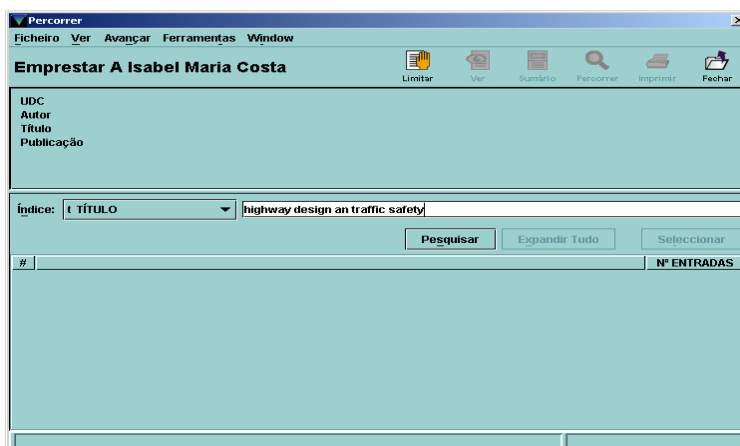 Percorrer
Ficheiro Ver Avançar Ferramentas Window
Emprestar A Isabel Maria Costa
Limitar Ver Sumário Percorrer Imprimir Fechar
UDC
Autor
Título
Publicação
Índice: t TÍTULO highway design an traffic safety
Pesquisar Expandir Tudo Seleccionar
# Nº ENTRADAS